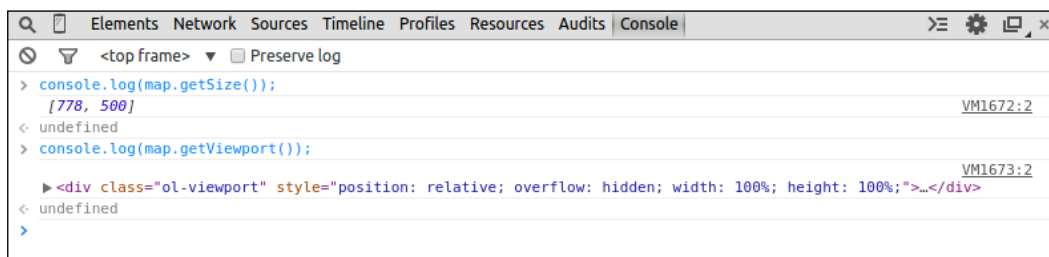 Elements Network Sources Timeline Profiles Resources Audits Console
<top frame> ▼ Preserve log
> console.log(map.getSize());
[778, 500] VM1672:2
undefined
> console.log(map.getViewport());
VM1673:2
▶<div class="ol-viewport" style="position: relative; overflow: hidden; width: 100%; height: 100%;">…</div>
undefined
>